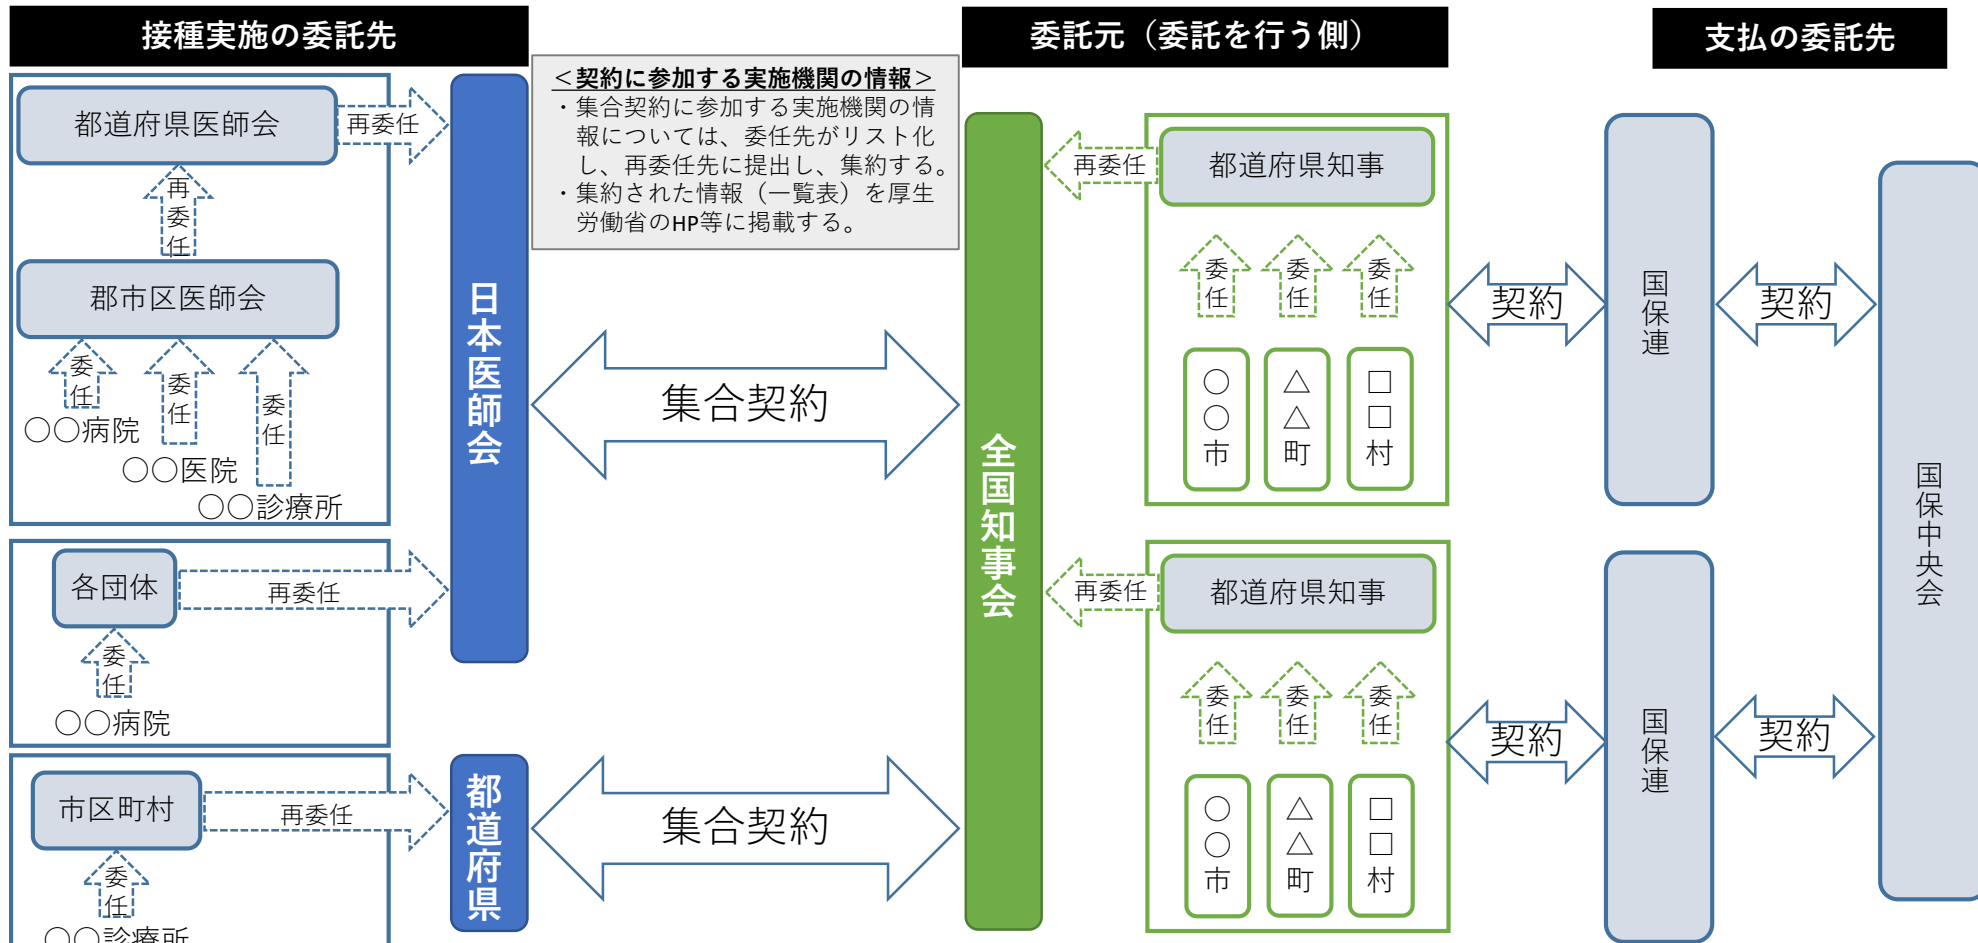 接種実施の委託先
委託元（委託を行う側）
支払の委託先
都道府県医師会
再委任
再委任
郡市区医師会
委任
委任
委任
〇〇病院
〇〇医院
〇〇診療所
各団体
再委任
委任
〇〇病院
市区町村
再委任
委任
〇〇診療所
日本医師会
都道府県
＜契約に参加する実施機関の情報＞
・集合契約に参加する実施機関の情
報については、委任先がリスト化
し、再委任先に提出し、集約する。
・集約された情報（一覧表）を厚生
労働省のHP等に掲載する。
集合契約
集合契約
全国知事会
再委任
都道府県知事
委任
委任
委任
〇〇市
△△町
□□村
再委任
都道府県知事
委任
委任
委任
〇〇市
△△町
□□村
契約
契約
国保連
国保連
契約
契約
国保中央会